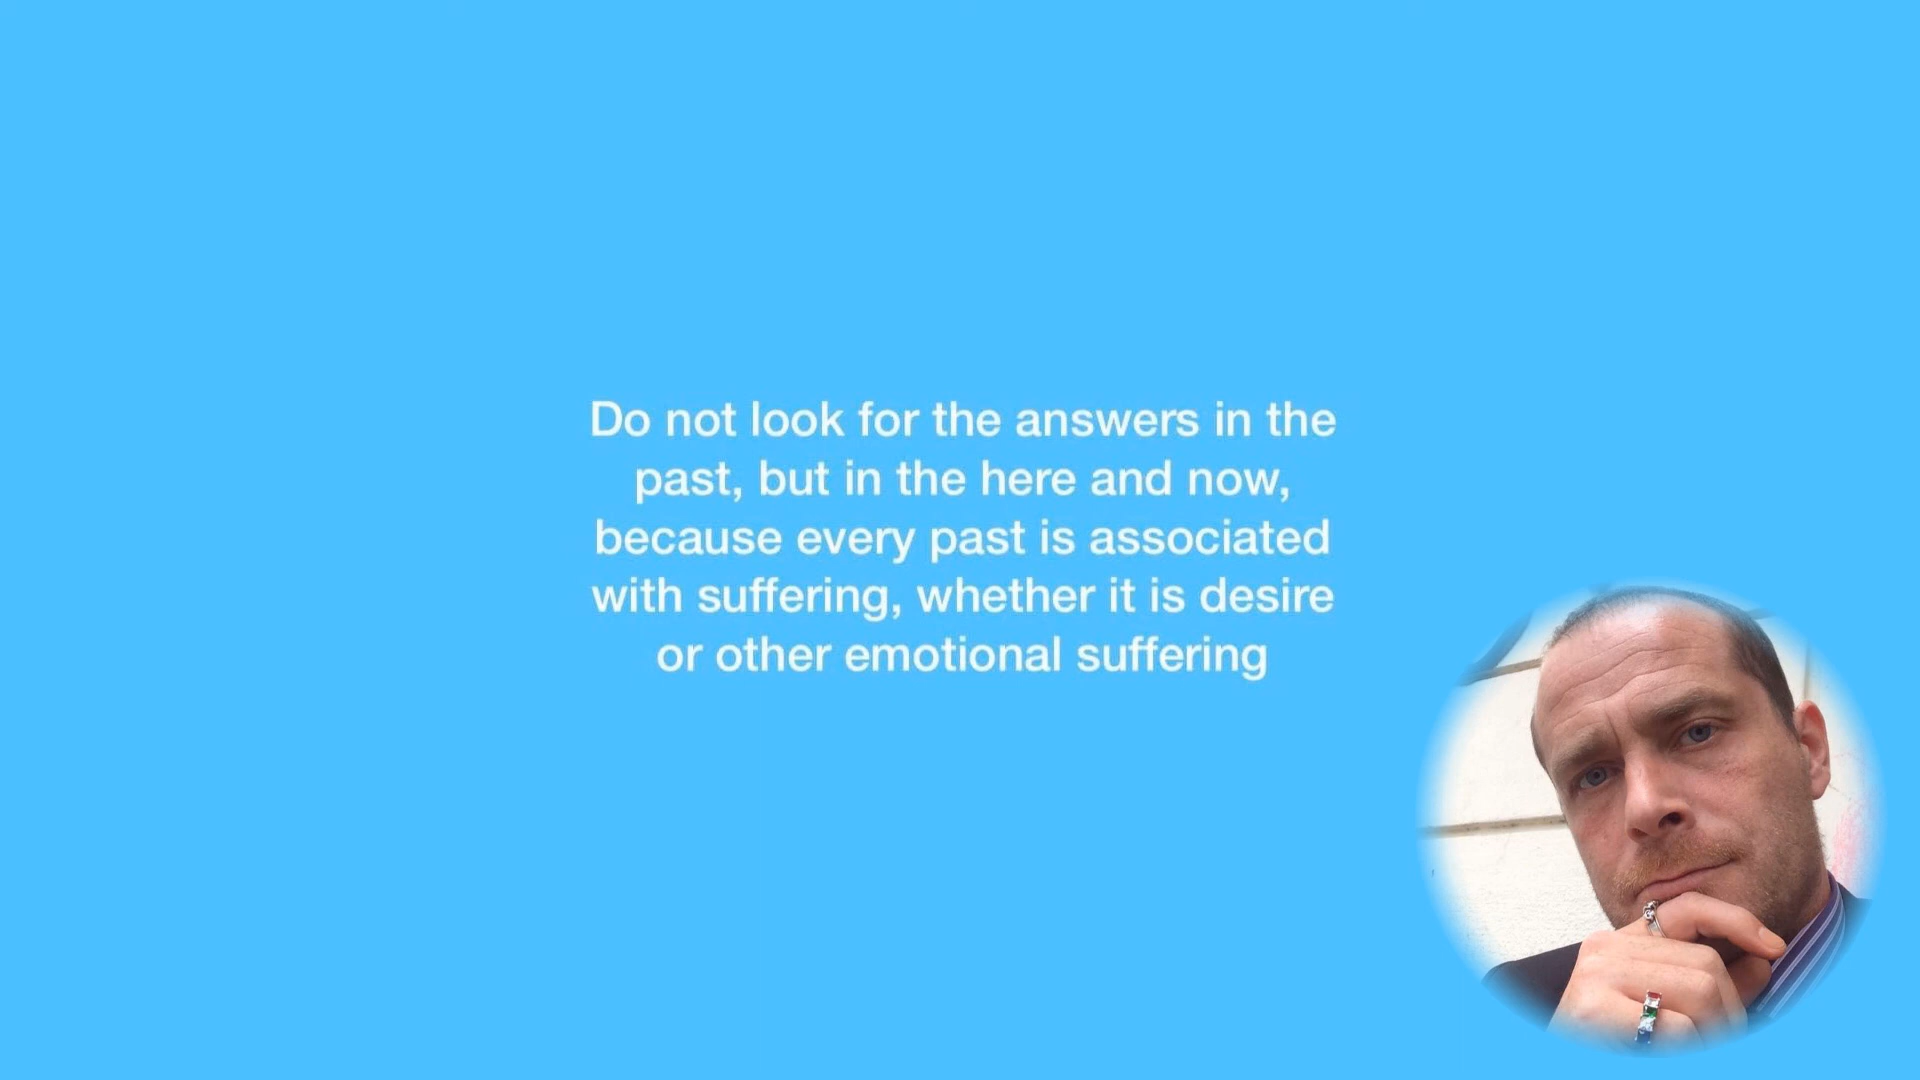 Do not look for the answers in the
past, but in the here and now,
because every past is associated
with suffering, whether it is desire
or other emotional suffering